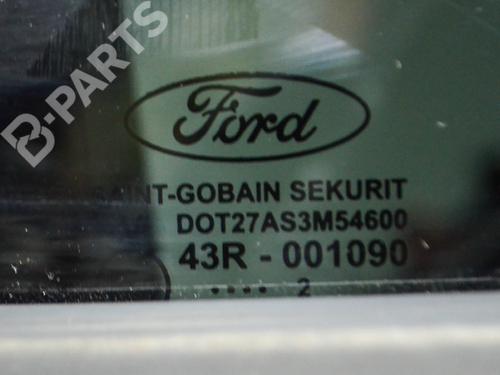 B-PARTS
Ford
SAINT-GOBAIN SEKURIT
DOT27AS3M54600
43R - 001090
.... 2